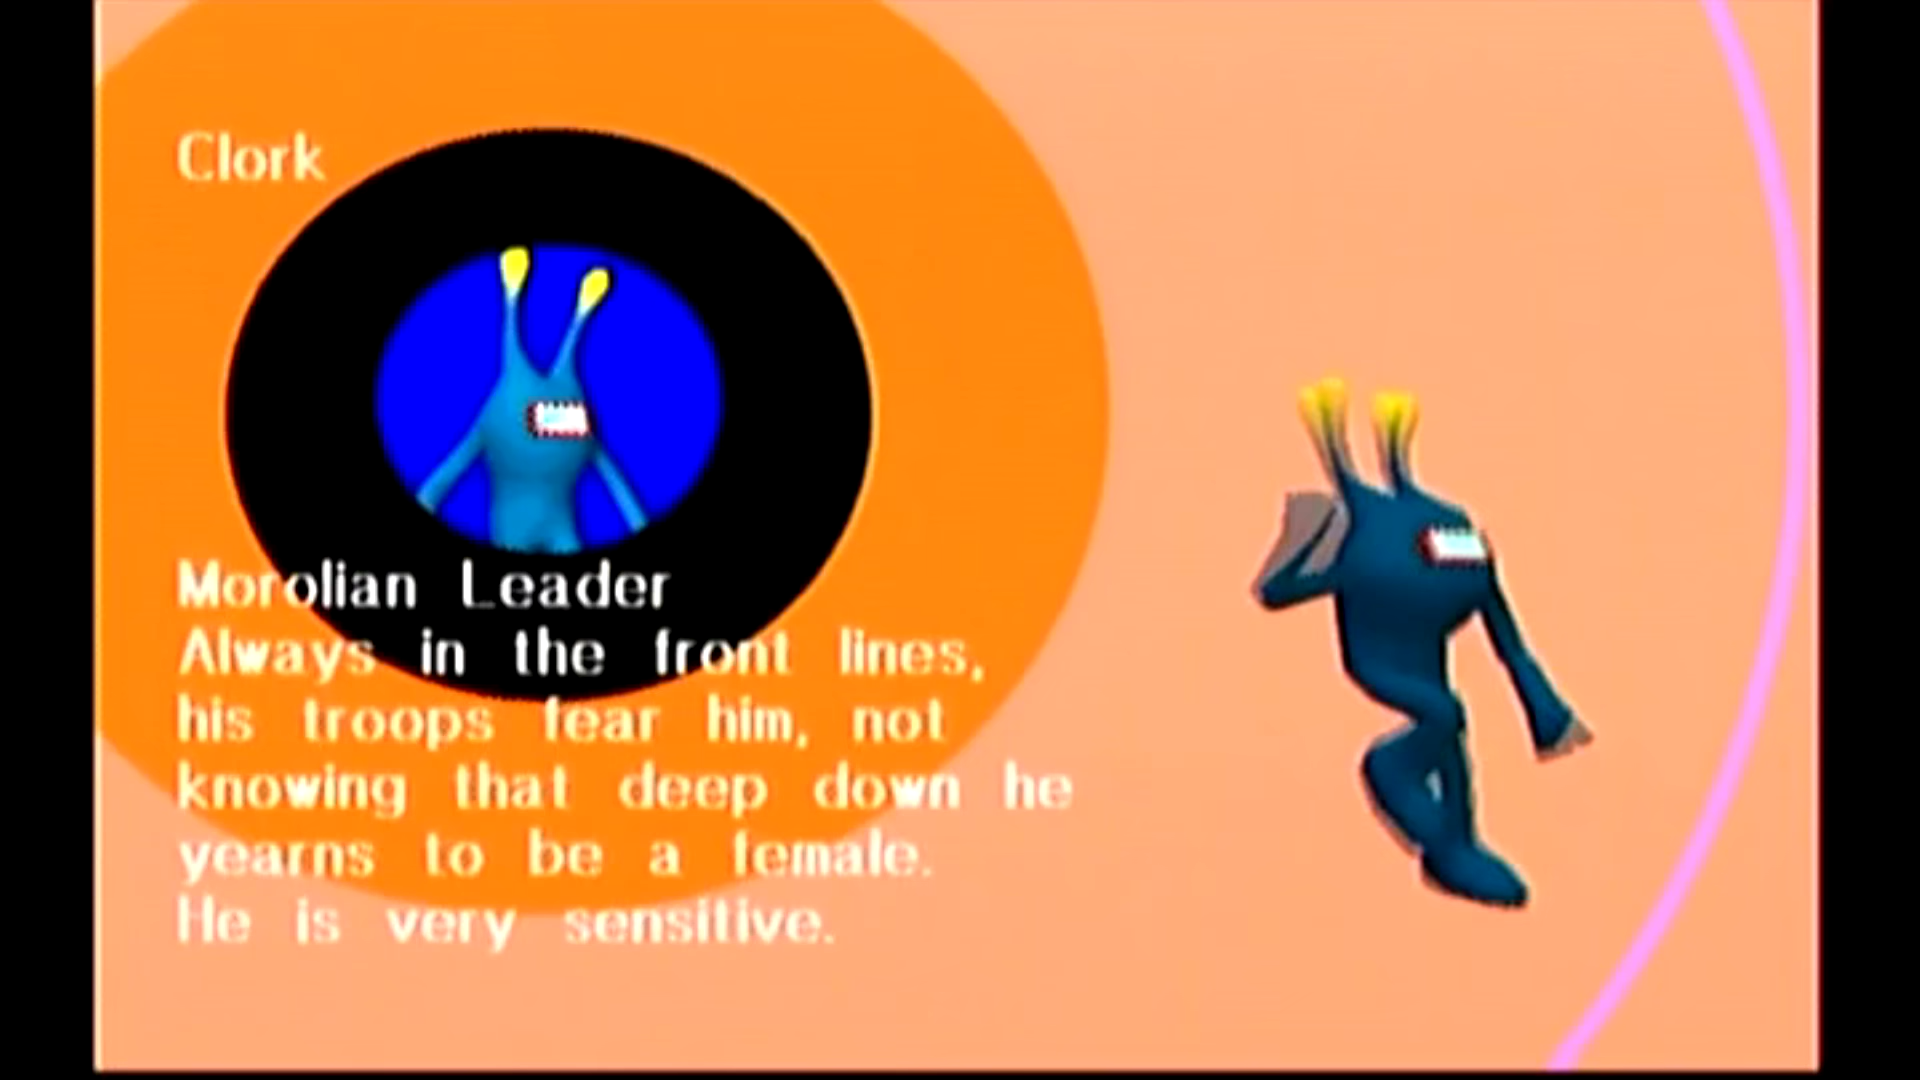 Clork
Morolian Leader
Always in the front lines,
his troops fear him, not
knowing that deep down he
yearns to be a female.
He is very sensitive.